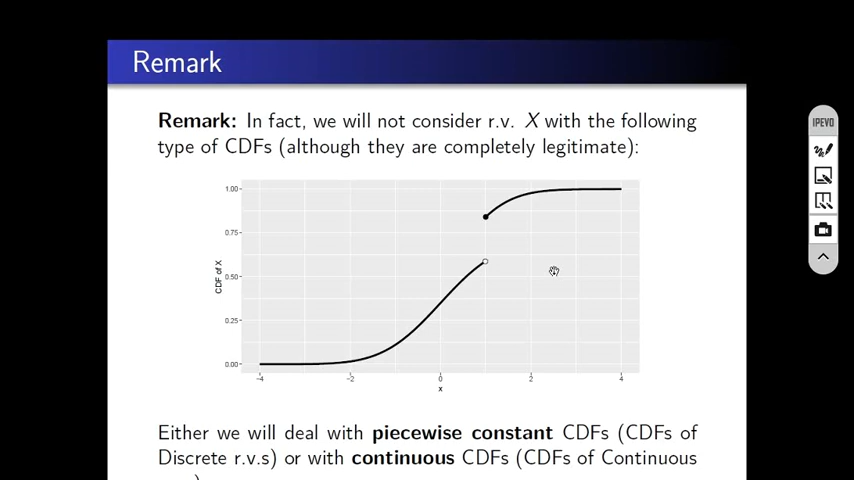 Remark
Remark: In fact, we will not consider r.v. X with the following
type of CDFs (although they are completely legitimate):
IPEVO
1.00
0.75
0.50
0.25
0.00
CDF of X
-4 -2 0 2 4
x
Either we will deal with piecewise constant CDFs (CDFs of
Discrete r.v.s) or with continuous CDFs (CDFs of Continuous